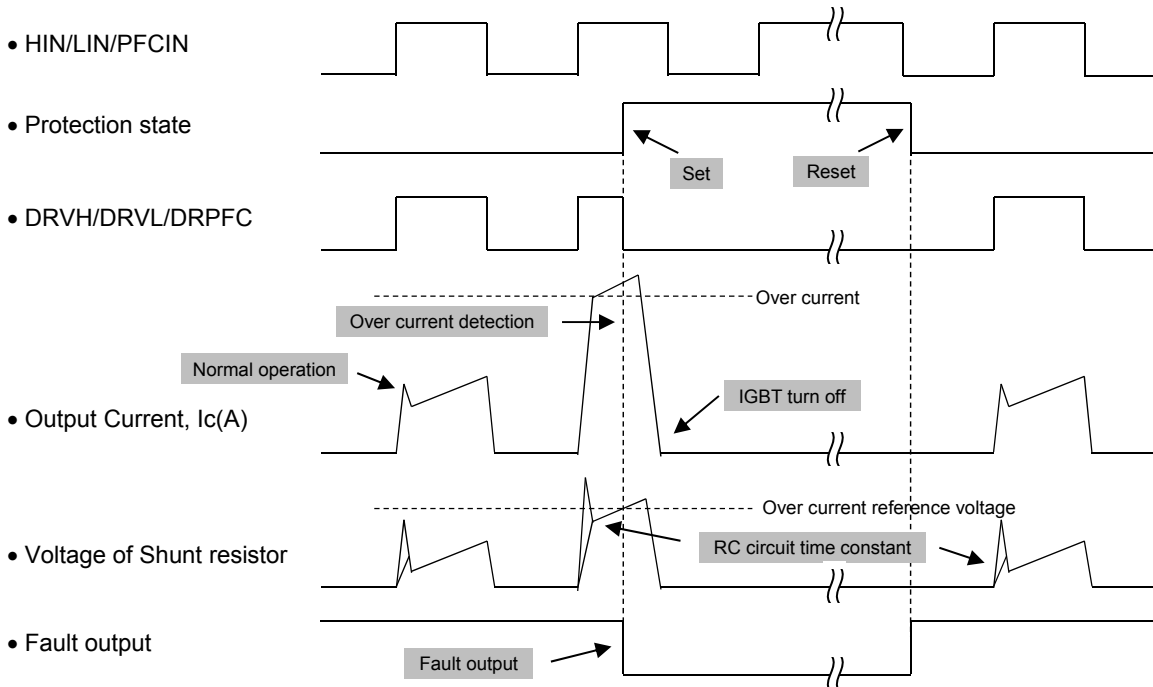 • HIN/LIN/PFCIN
• Protection state
Set
Reset
• DRVH/DRVL/DRPFC
Over current
Over current detection
Normal operation
IGBT turn off
• Output Current, Ic(A)
Over current reference voltage
RC circuit time constant
• Voltage of Shunt resistor
• Fault output
Fault output